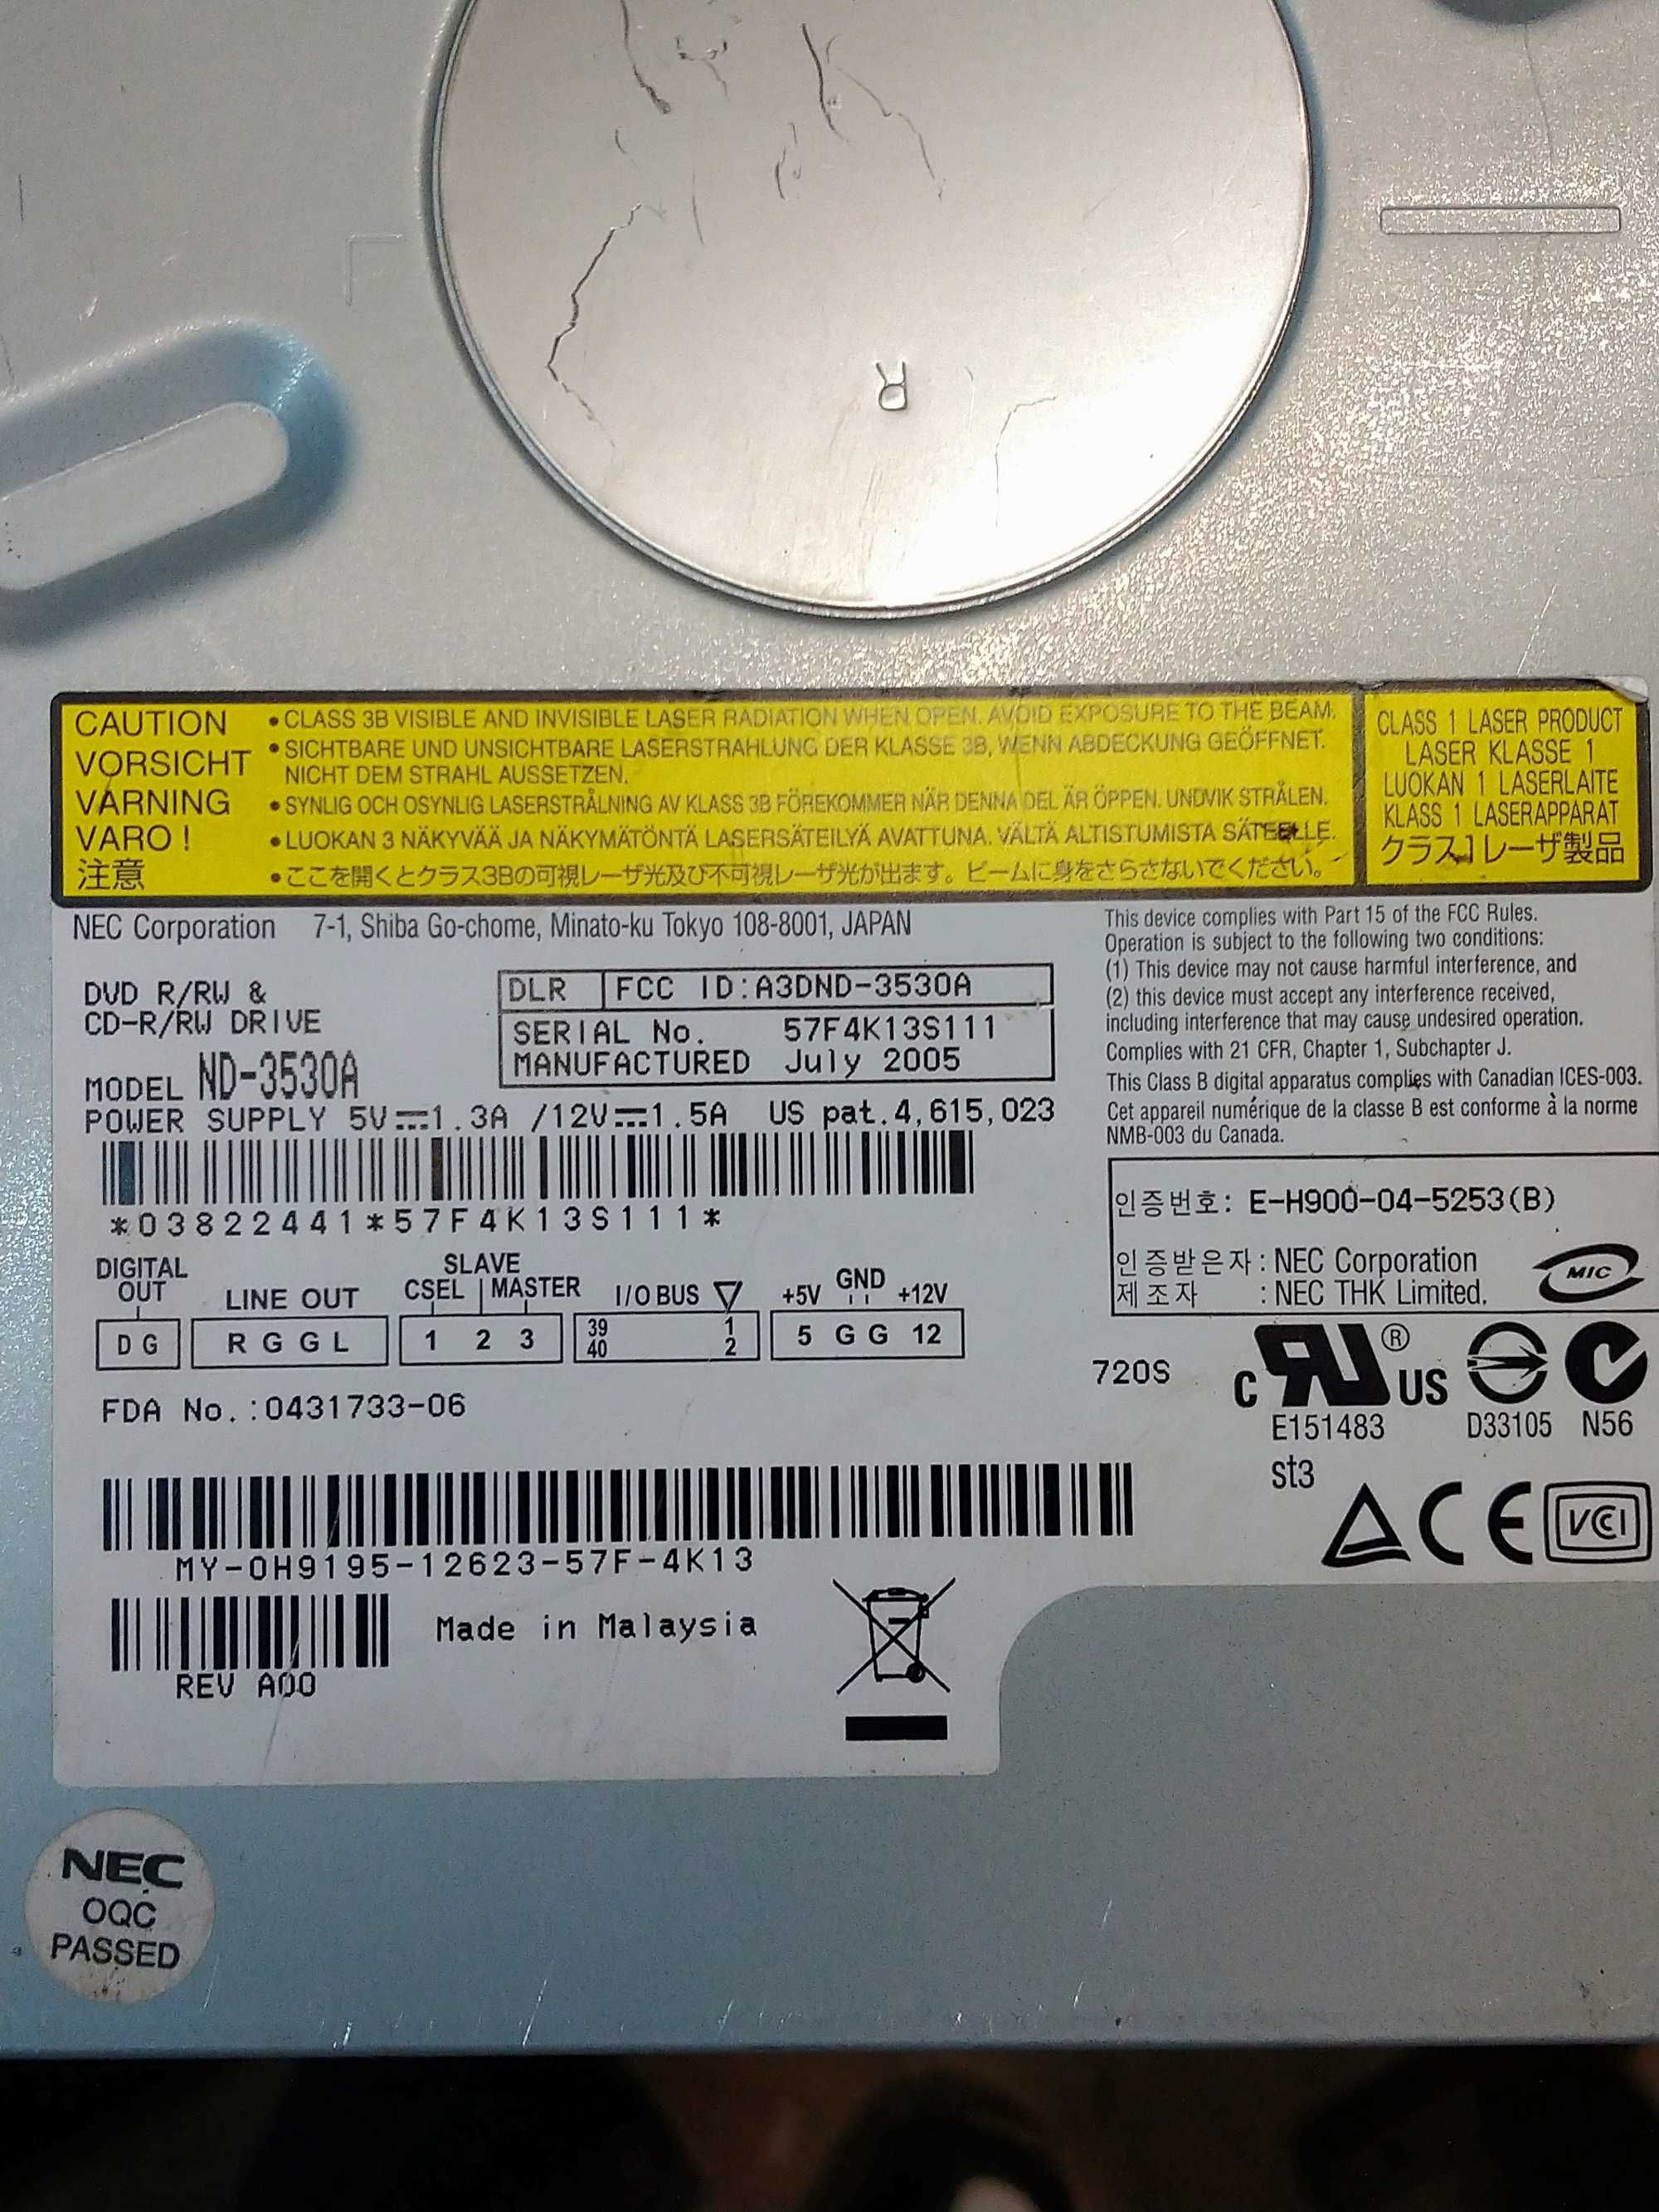 R
CAUTION • CLASS 3B VISIBLE AND INVISIBLE LASER RADIATION WHEN OPEN. AVOID EXPOSURE TO THE BEAM.
VORSICHT • SICHTBARE UND UNSICHTBARE LASERSTRAHLUNG DER KLASSE 3B, WENN ABDECKUNG GEÖFFNET.
NICHT DEM STRAHL AUSSETZEN.
VARNING • SYNLIG OCH OSYNLIG LASERSTRÅLNING AV KLASS 3B FÖREKOMMER NÄR DENNA DEL ÄR ÖPPEN. UNDVIK STRÅLEN.
VARO ! • LUOKAN 3 NÄKYVÄÄ JA NÄKYMÄTÖNTÄ LASERSÄTEILYÄ AVATTUNA. VÄLTÄ ALTISTUMISTA SÄTEELLE.
注意 • ここを開くとクラス3Bの可視レーザ光及び不可視レーザ光が出ます。ビームに身をさらさないでください。
CLASS 1 LASER PRODUCT
LASER KLASSE 1
LUOKAN 1 LASERLAITE
KLASS 1 LASERAPPARAT
クラス1レーザ製品
NEC Corporation 7-1, Shiba Go-chome, Minato-ku Tokyo 108-8001, JAPAN
DVD R/RW &
CD-R/RW DRIVE
MODEL ND-3530A
DLR FCC ID:A3DND-3530A
SERIAL No. 57F4K13S111
MANUFACTURED July 2005
POWER SUPPLY 5V⎓1.3A /12V⎓1.5A US pat.4,615,023
*03822441*57F4K13S111*
DIGITAL
OUT
LINE OUT
SLAVE
CSEL MASTER
I/O BUS
+5V GND +12V
D G
R G G L
1 2 3
39 1
40 2
5 G G 12
FDA No.:0431733-06
MY-0H9195-12623-57F-4K13
REV A00
Made in Malaysia
This device complies with Part 15 of the FCC Rules.
Operation is subject to the following two conditions:
(1) This device may not cause harmful interference, and
(2) this device must accept any interference received,
including interference that may cause undesired operation.
Complies with 21 CFR, Chapter 1, Subchapter J.
This Class B digital apparatus complies with Canadian ICES-003.
Cet appareil numérique de la classe B est conforme à la norme
NMB-003 du Canada.
인증번호: E-H900-04-5253(B)
인증받은자 : NEC Corporation
제조자 : NEC THK Limited.
MIC
720S
C RU ® US
E151483 D33105 N56
st3
CE VCI
NEC
OQC
PASSED